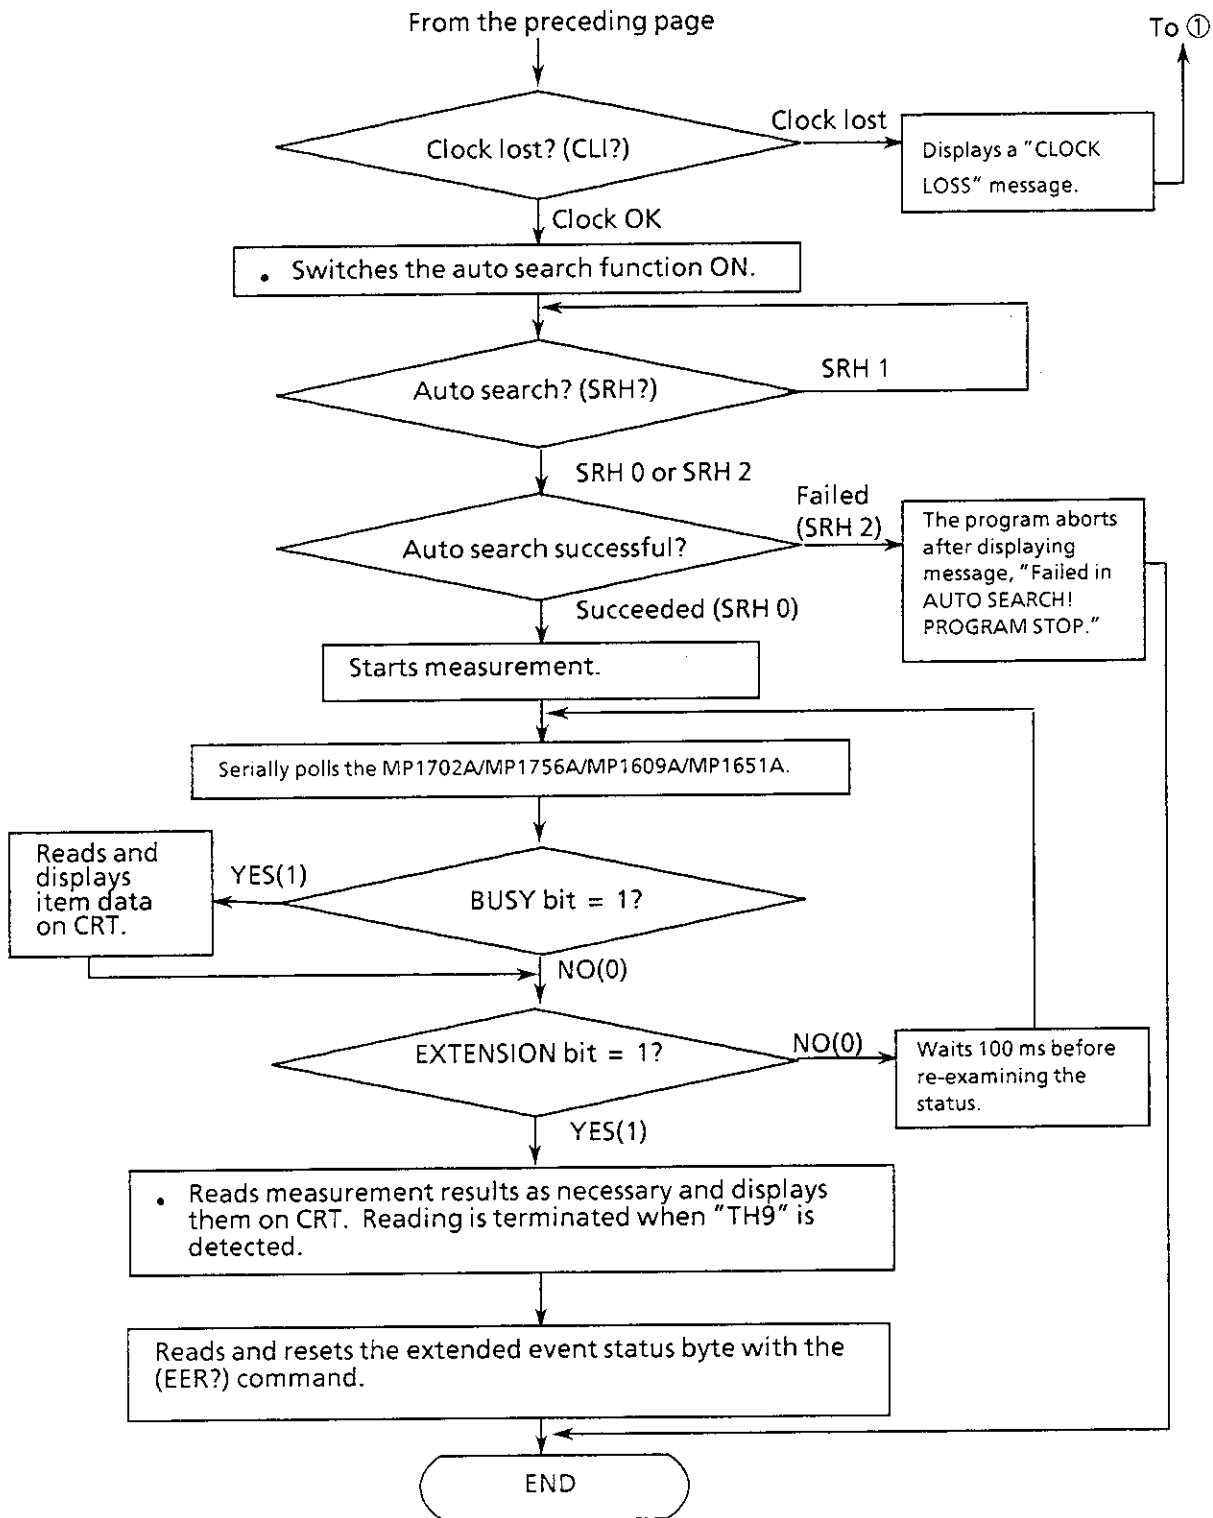 From the preceding page
To ①
Clock lost? (CLI?)
Clock lost
Displays a "CLOCK
LOSS" message.
Clock OK
• Switches the auto search function ON.
Auto search? (SRH?)
SRH 1
SRH 0 or SRH 2
Auto search successful?
Failed
(SRH 2)
The program aborts
after displaying
message, "Failed in
AUTO SEARCH!
PROGRAM STOP."
Succeeded (SRH 0)
Starts measurement.
Serially polls the MP1702A/MP1756A/MP1609A/MP1651A.
BUSY bit = 1?
YES(1)
Reads and
displays
item data
on CRT.
NO(0)
EXTENSION bit = 1?
NO(0)
Waits 100 ms before
re-examining the
status.
YES(1)
• Reads measurement results as necessary and displays
them on CRT. Reading is terminated when "TH9" is
detected.
Reads and resets the extended event status byte with the
(EER?) command.
END